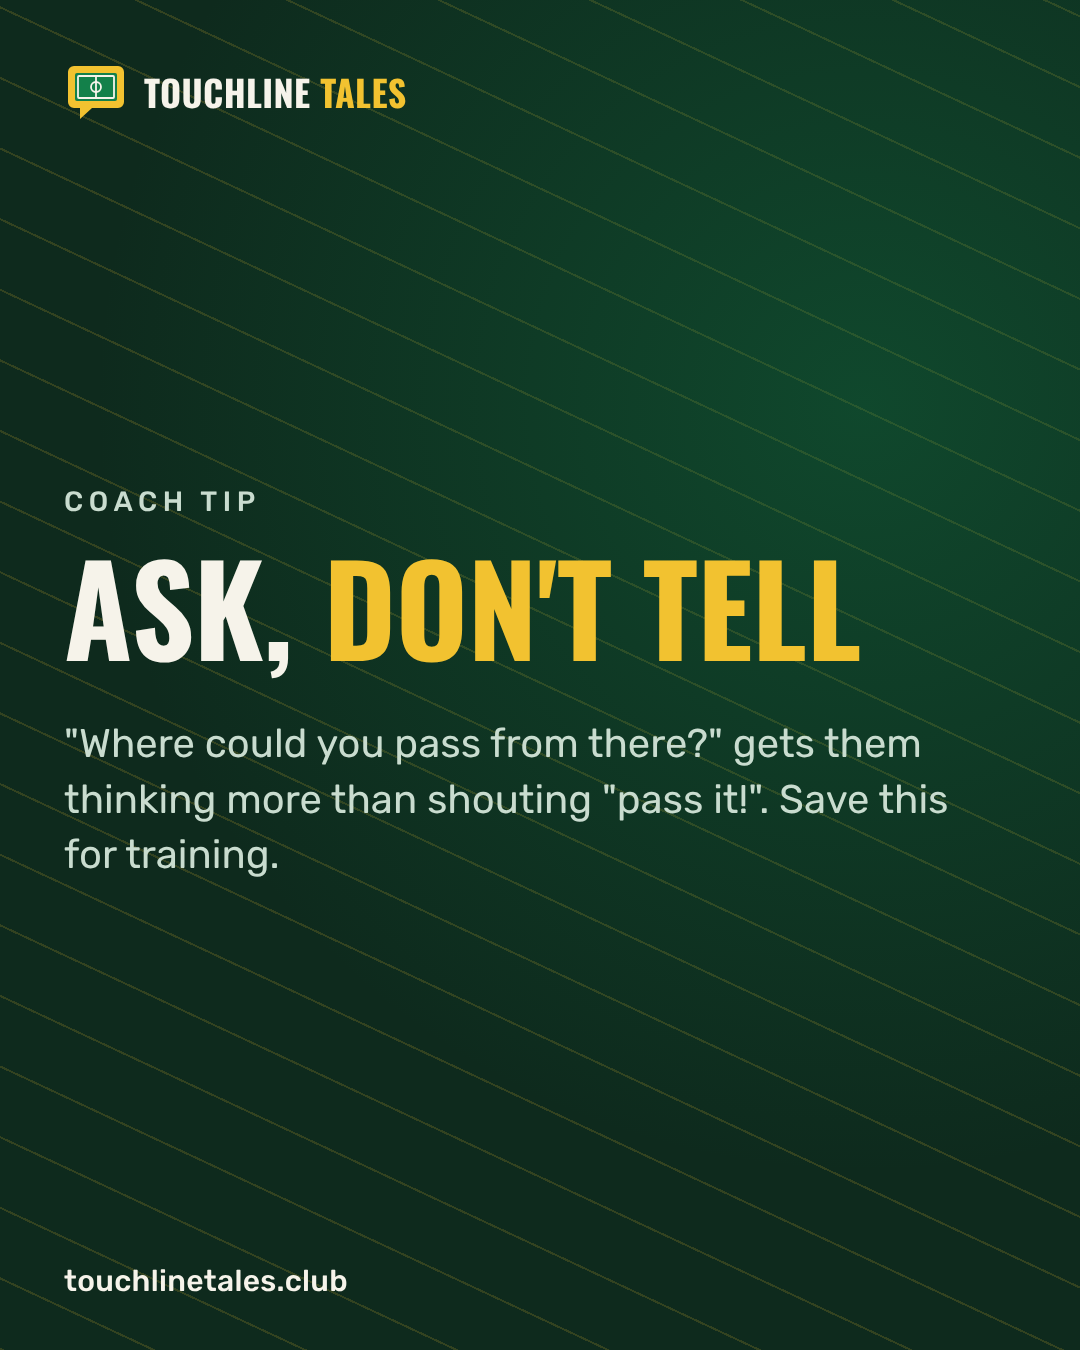 TOUCHLINE TALES
COACH TIP
ASK, DON'T TELL
"Where could you pass from there?" gets them
thinking more than shouting "pass it!". Save this
for training.
touchlinetales.club